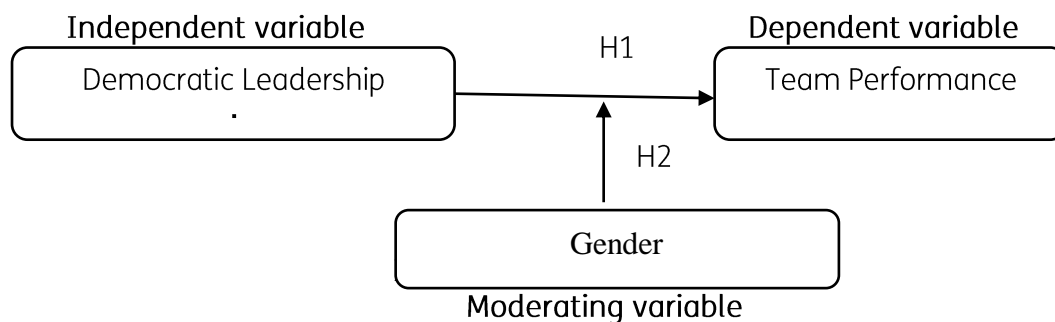 Independent variable
Dependent variable
H1
Democratic Leadership
.
Team Performance
H2
Gender
Moderating variable